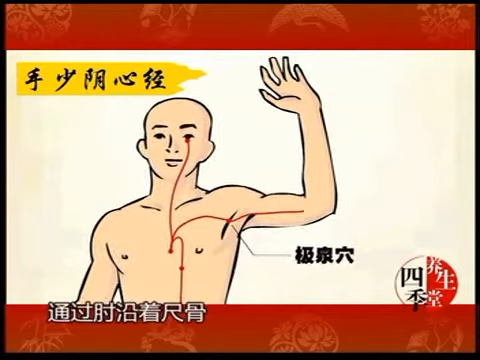 手少阴心经
极泉穴
四季
养生堂
通过肘沿着尺骨